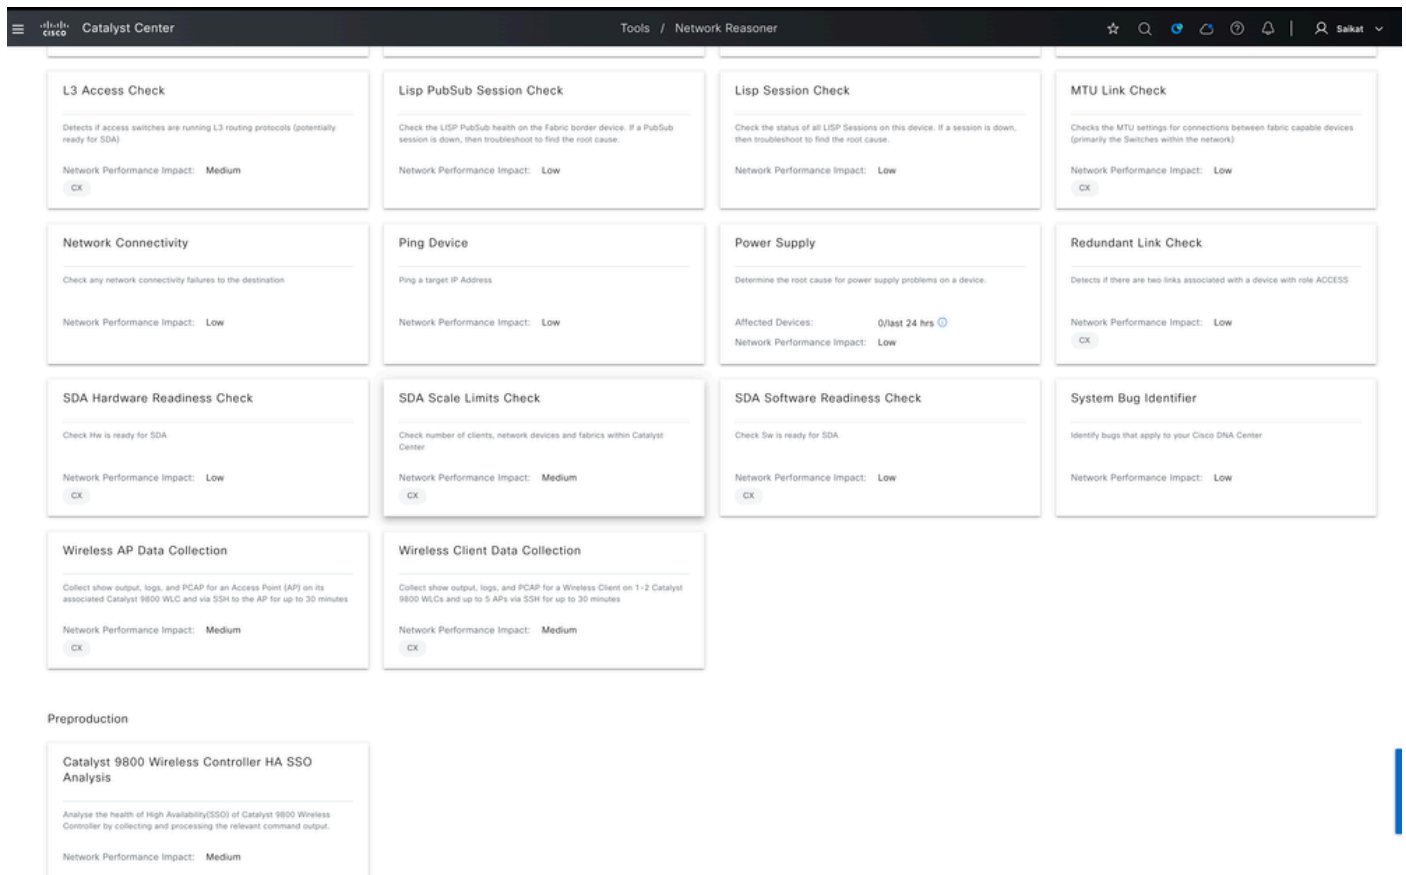 CISCO Catalyst Center Tools / Network Reasoner Saikat
L3 Access Check
Detects if access switches are running L3 routing protocols (potentially
ready for SDA)
Network Performance Impact: Medium
CX
Lisp PubSub Session Check
Check the LISP PubSub health on the Fabric border device. If a PubSub
session is down, then troubleshoot to find the root cause.
Network Performance Impact: Low
Lisp Session Check
Check the status of all LISP Sessions on this device. If a session is down,
then troubleshoot to find the root cause.
Network Performance Impact: Low
MTU Link Check
Checks the MTU settings for connections between fabric capable devices
(primarily the Switches within the network)
Network Performance Impact: Low
CX
Network Connectivity
Check any network connectivity failures to the destination
Network Performance Impact: Low
Ping Device
Ping a target IP Address
Network Performance Impact: Low
Power Supply
Determine the root cause for power supply problems on a device.
Affected Devices: 0/last 24 hrs
Network Performance Impact: Low
Redundant Link Check
Detects if there are two links associated with a device with role ACCESS
Network Performance Impact: Low
CX
SDA Hardware Readiness Check
Check Hw is ready for SDA
Network Performance Impact: Low
CX
SDA Scale Limits Check
Check number of clients, network devices and fabrics within Catalyst
Center
Network Performance Impact: Medium
CX
SDA Software Readiness Check
Check Sw is ready for SDA
Network Performance Impact: Low
CX
System Bug Identifier
Identify bugs that apply to your Cisco DNA Center
Network Performance Impact: Low
Wireless AP Data Collection
Collect show output, logs, and PCAP for an Access Point (AP) on its
associated Catalyst 9800 WLC and via SSH to the AP for up to 30 minutes
Network Performance Impact: Medium
CX
Wireless Client Data Collection
Collect show output, logs, and PCAP for a Wireless Client on 1-2 Catalyst
9800 WLCs and up to 5 APs via SSH for up to 30 minutes
Network Performance Impact: Medium
CX
Preproduction
Catalyst 9800 Wireless Controller HA SSO
Analysis
Analyse the health of High Availability(SSO) of Catalyst 9800 Wireless
Controller by collecting and processing the relevant command output.
Network Performance Impact: Medium